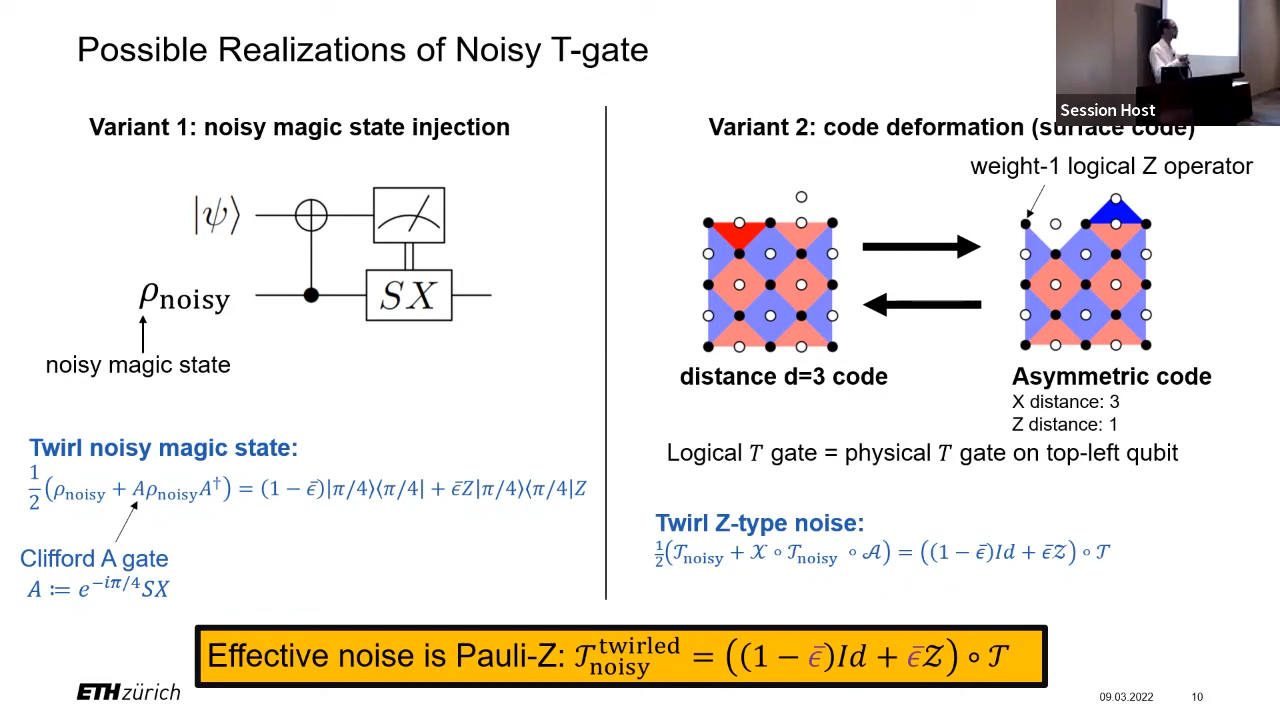 Possible Realizations of Noisy T-gate
Session Host
Variant 1: noisy magic state injection
|ψ⟩
ρnoisy
SX
noisy magic state
Twirl noisy magic state:
1/2 (ρnoisy + AρnoisyA†) = (1 − ε̄)|π/4⟩⟨π/4| + ε̄Z|π/4⟩⟨π/4|Z
Clifford A gate
A ≔ e^{−iπ/4}SX
Variant 2: code deformation (surface code)
weight-1 logical Z operator
distance d=3 code
Asymmetric code
X distance: 3
Z distance: 1
Logical T gate = physical T gate on top-left qubit
Twirl Z-type noise:
1/2 (𝒯noisy + 𝒳 ∘ 𝒯noisy ∘ 𝒜) = ((1 − ε̄)Id + ε̄𝒵) ∘ 𝒯
Effective noise is Pauli-Z: 𝒯noisy^twirled = ((1 − ε̄)Id + ε̄𝒵) ∘ 𝒯
ETH zürich
09.03.2022
10